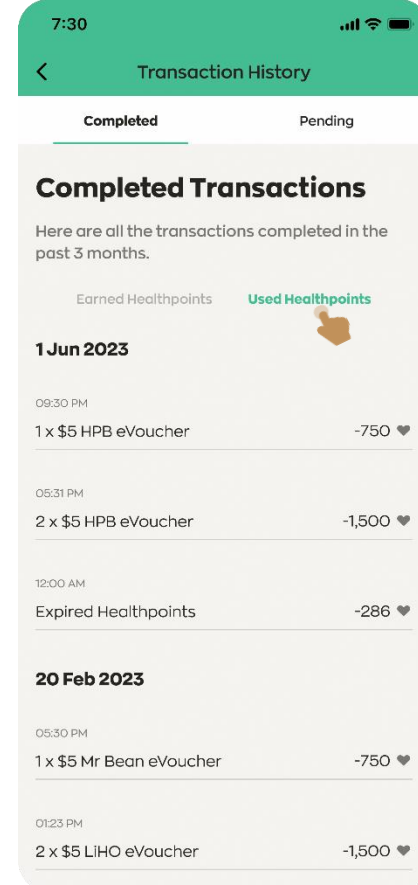 7:30
Transaction History
Completed Pending
Completed Transactions
Here are all the transactions completed in the
past 3 months.
Earned Healthpoints Used Healthpoints
1 Jun 2023
09:30 PM
1 x $5 HPB eVoucher -750
05:31 PM
2 x $5 HPB eVoucher -1,500
12:00 AM
Expired Healthpoints -286
20 Feb 2023
05:30 PM
1 x $5 Mr Bean eVoucher -750
01:23 PM
2 x $5 LiHO eVoucher -1,500